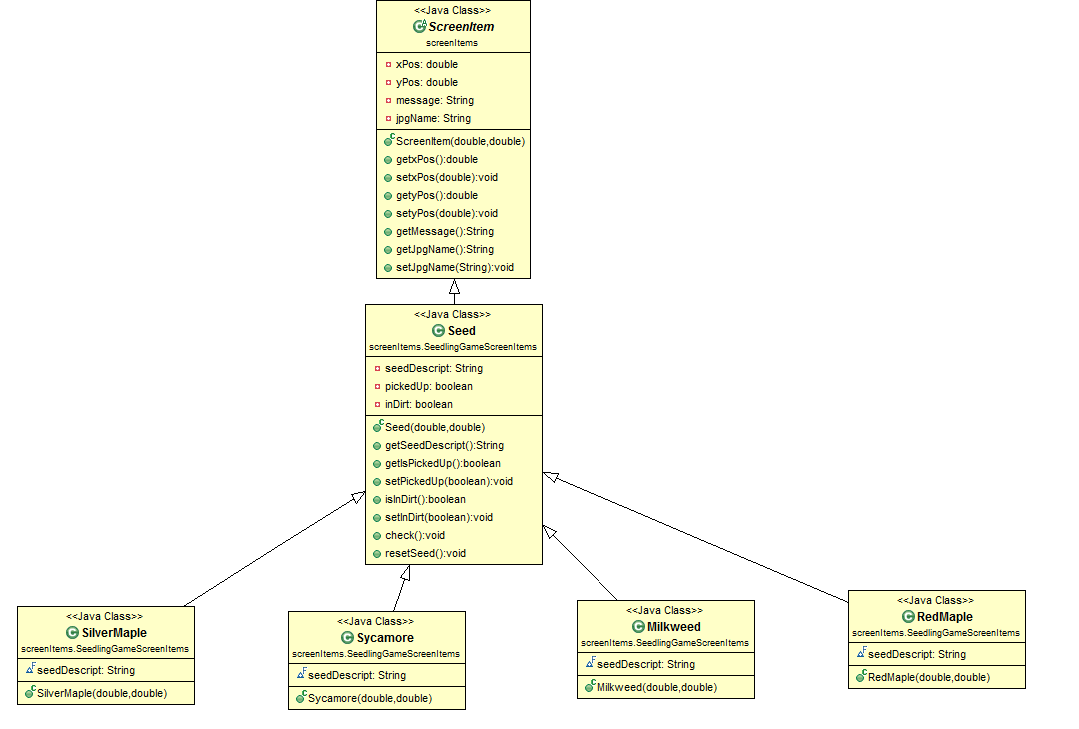 <<Java Class>>
ScreenItem
screenItems
xPos: double
yPos: double
message: String
jpgName: String
ScreenItem(double,double)
getxPos():double
setxPos(double):void
getyPos():double
setyPos(double):void
getMessage():String
getJpgName():String
setJpgName(String):void
<<Java Class>>
Seed
screenItems.SeedlingGameScreenItems
seedDescript: String
pickedUp: boolean
inDirt: boolean
Seed(double,double)
getSeedDescript():String
getIsPickedUp():boolean
setPickedUp(boolean):void
isInDirt():boolean
setInDirt(boolean):void
check():void
resetSeed():void
<<Java Class>>
SilverMaple
screenItems.SeedlingGameScreenItems
seedDescript: String
SilverMaple(double,double)
<<Java Class>>
Sycamore
screenItems.SeedlingGameScreenItems
seedDescript: String
Sycamore(double,double)
<<Java Class>>
Milkweed
screenItems.SeedlingGameScreenItems
seedDescript: String
Milkweed(double,double)
<<Java Class>>
RedMaple
screenItems.SeedlingGameScreenItems
seedDescript: String
RedMaple(double,double)